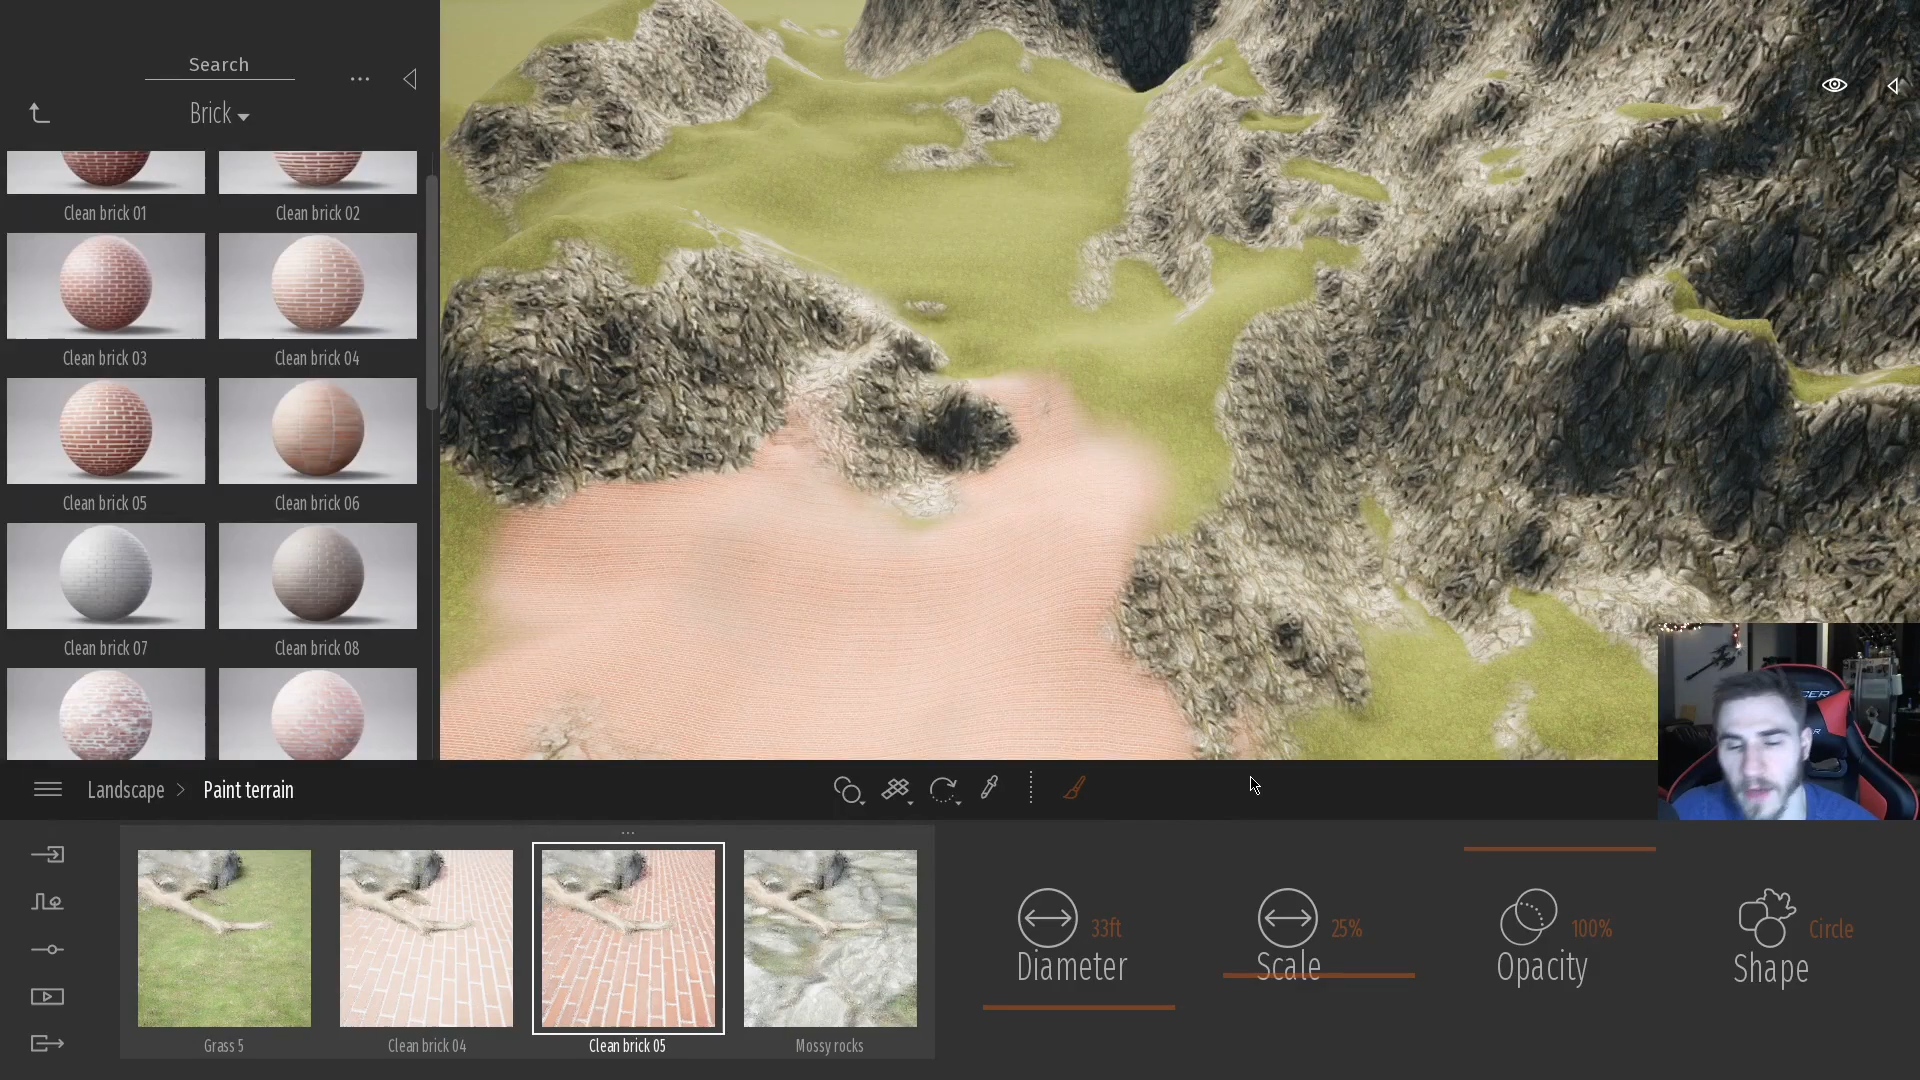 Search
Brick
Clean brick 01
Clean brick 02
Clean brick 03
Clean brick 04
Clean brick 05
Clean brick 06
Clean brick 07
Clean brick 08
Landscape
Paint terrain
Grass 5
Clean brick 04
Clean brick 05
Mossy rocks
33ft
Diameter
25%
Scale
100%
Opacity
Circle
Shape